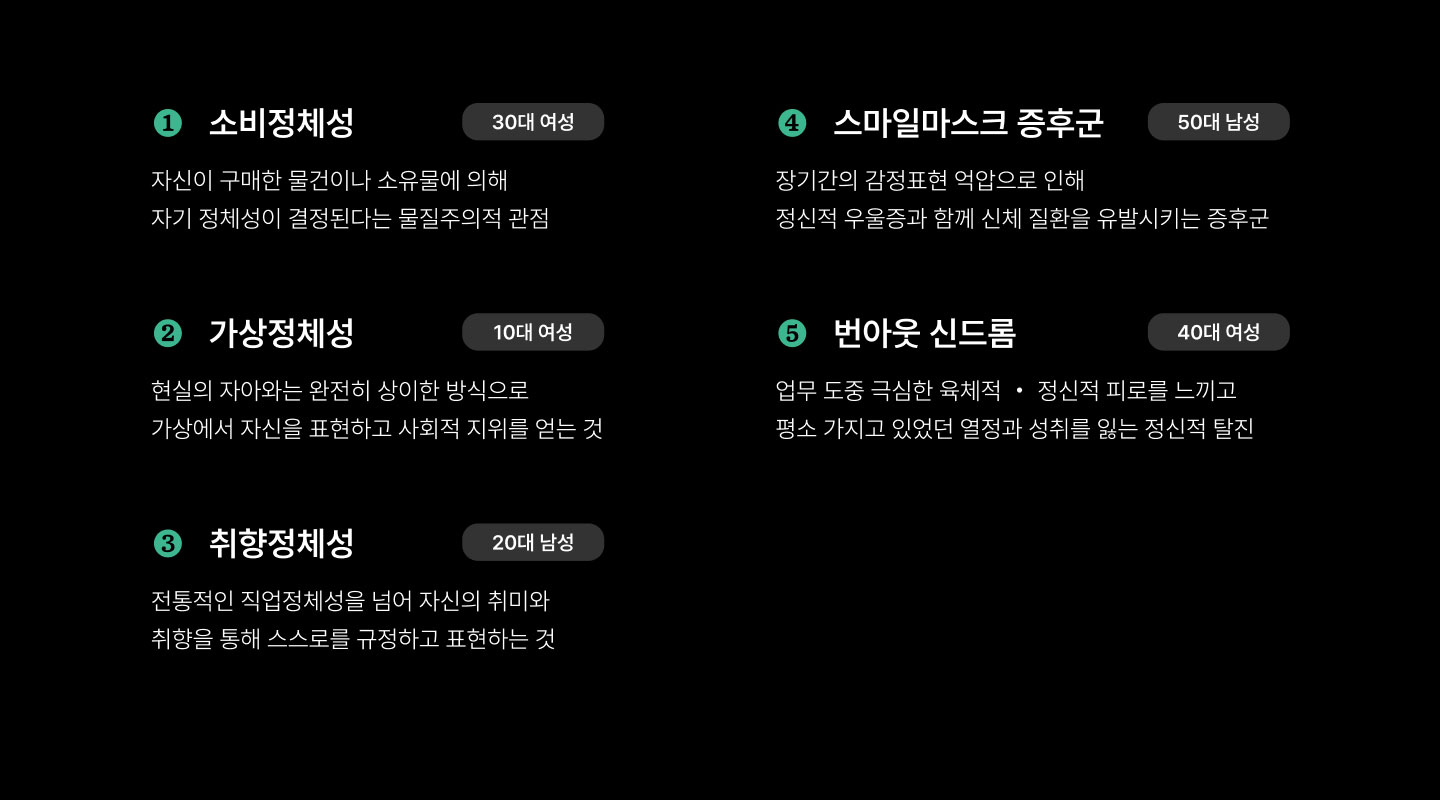 ❶ 소비정체성 30대 여성
자신이 구매한 물건이나 소유물에 의해
자기 정체성이 결정된다는 물질주의적 관점
❷ 가상정체성 10대 여성
현실의 자아와는 완전히 상이한 방식으로
가상에서 자신을 표현하고 사회적 지위를 얻는 것
❸ 취향정체성 20대 남성
전통적인 직업정체성을 넘어 자신의 취미와
취향을 통해 스스로를 규정하고 표현하는 것
❹ 스마일마스크 증후군 50대 남성
장기간의 감정표현 억압으로 인해
정신적 우울증과 함께 신체 질환을 유발시키는 증후군
❺ 번아웃 신드롬 40대 여성
업무 도중 극심한 육체적 • 정신적 피로를 느끼고
평소 가지고 있었던 열정과 성취를 잃는 정신적 탈진